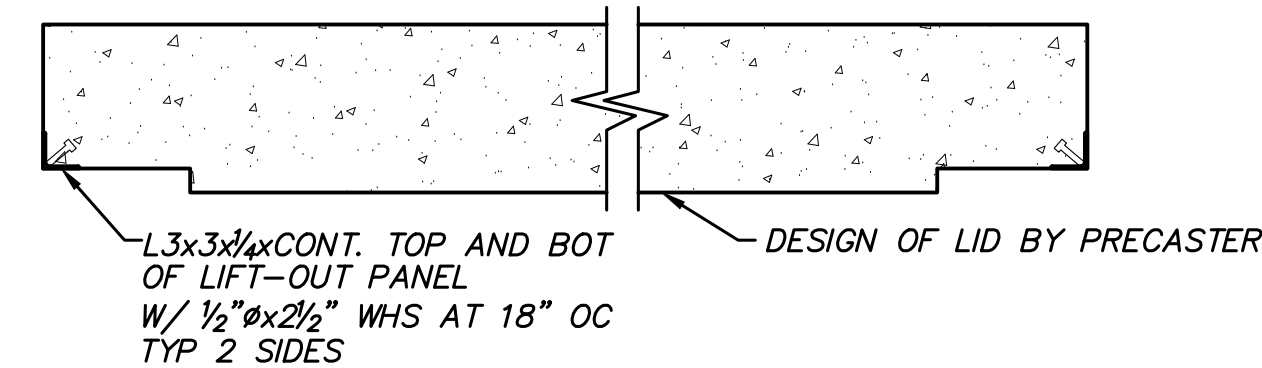 L3x3x¼xCONT. TOP AND BOT
OF LIFT-OUT PANEL
W/ ½"øx2½" WHS AT 18" OC
TYP 2 SIDES
DESIGN OF LID BY PRECASTER